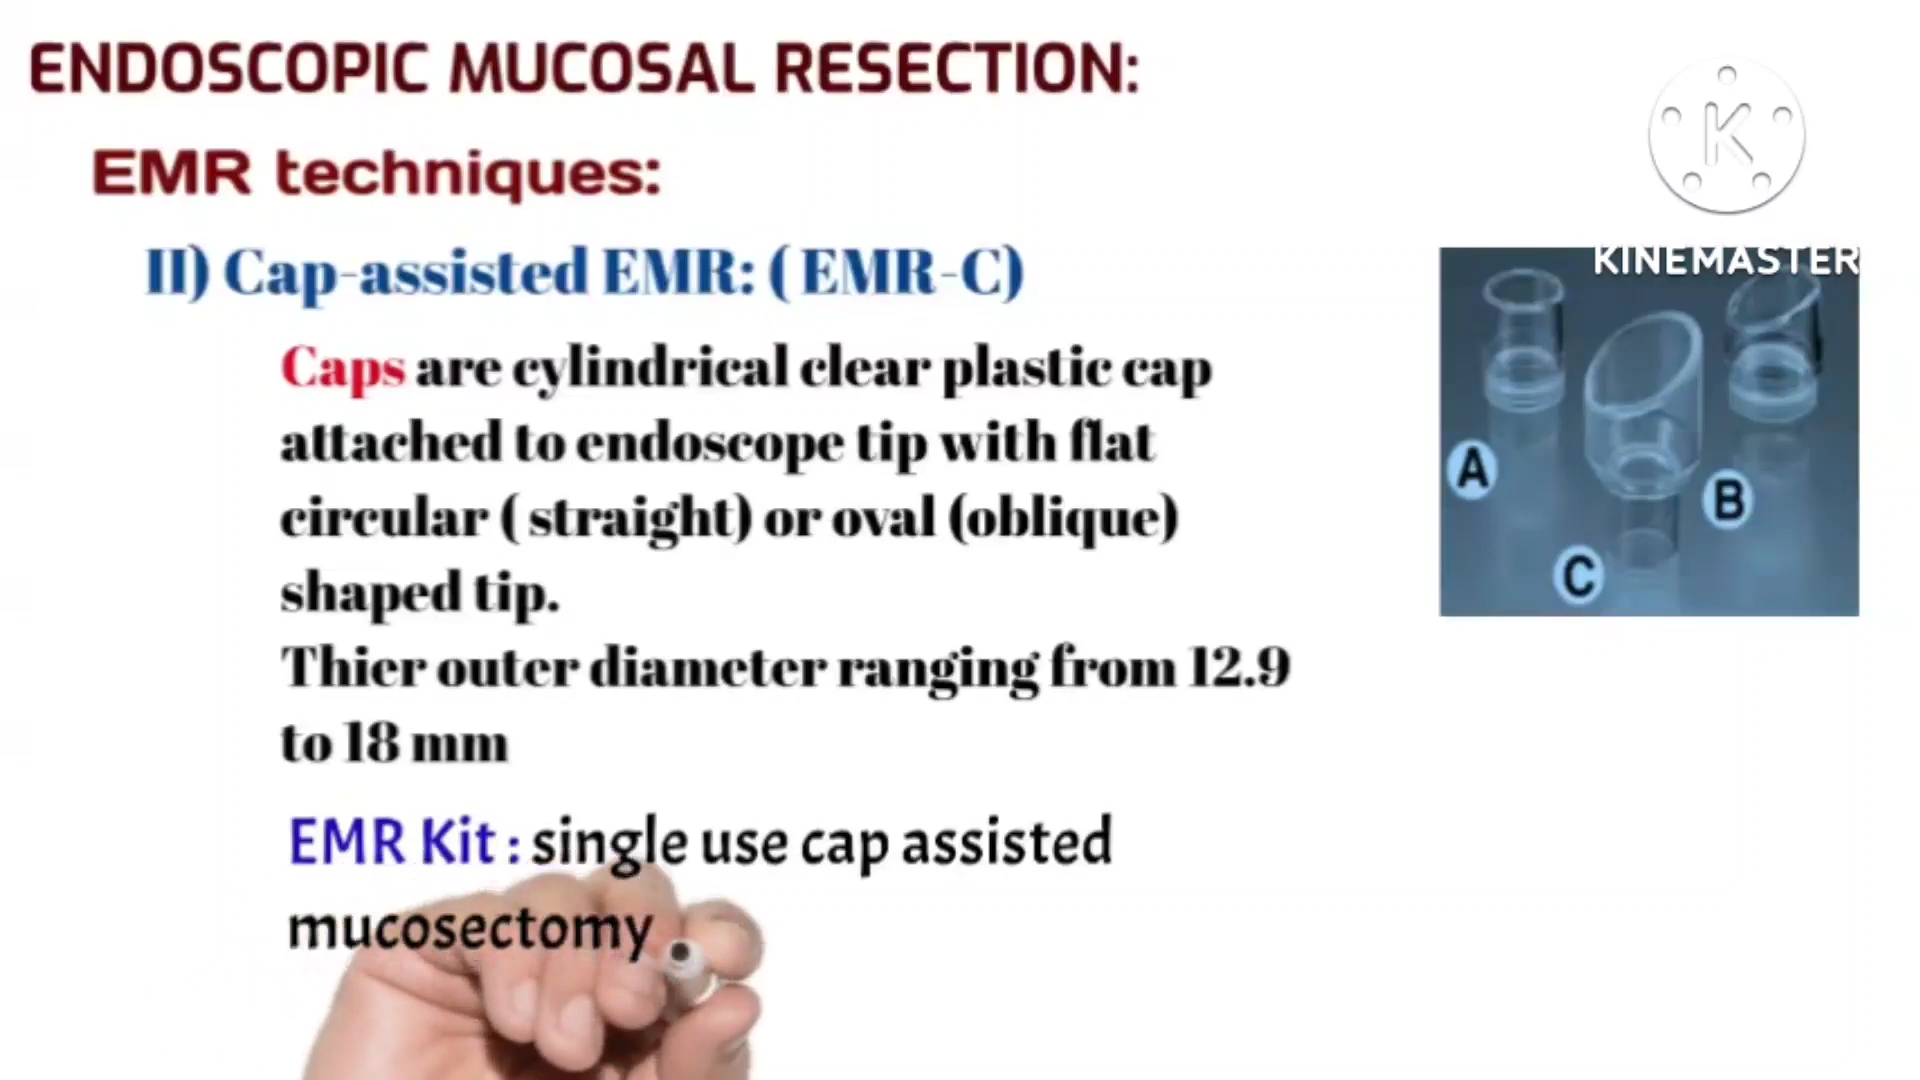 ENDOSCOPIC MUCOSAL RESECTION:
EMR techniques:
II) Cap-assisted EMR: ( EMR-C)
Caps are cylindrical clear plastic cap
attached to endoscope tip with flat
circular ( straight) or oval (oblique)
shaped tip.
Thier outer diameter ranging from 12.9
to 18 mm
EMR Kit : single use cap assisted
mucosectomy
K
KINEMASTER
A
B
C